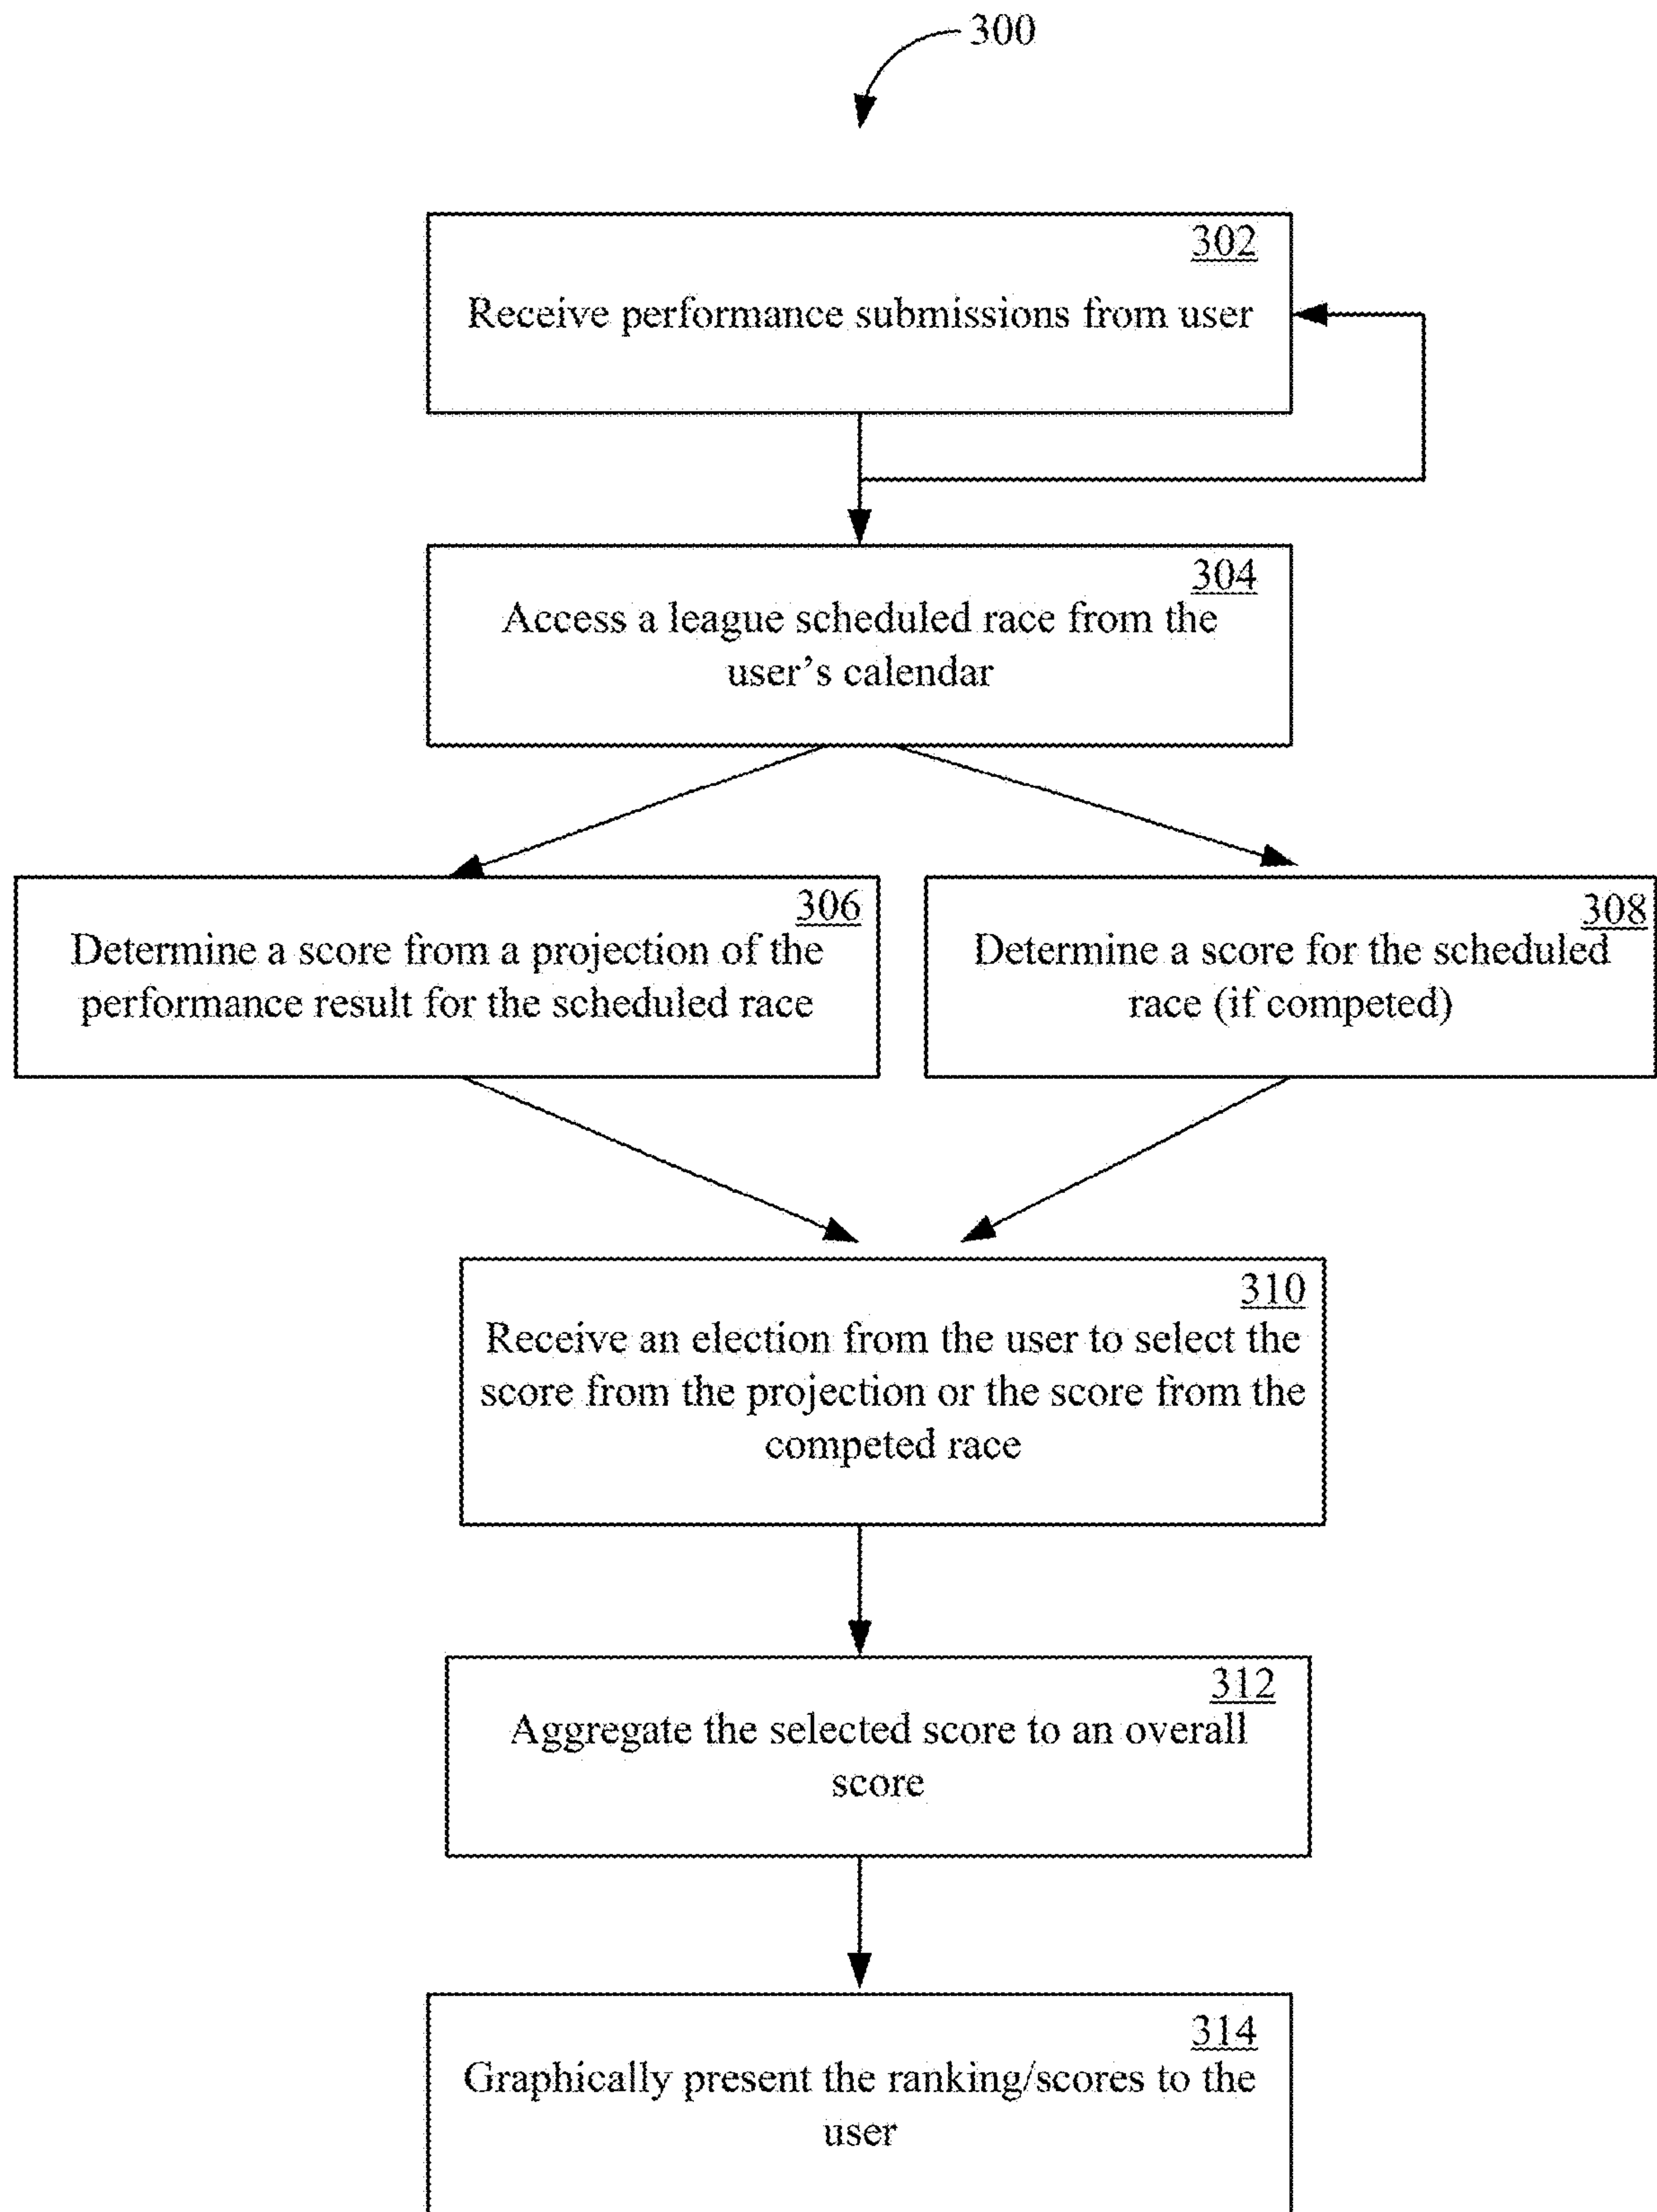 300
302
Receive performance submissions from user
304
Access a league scheduled race from the
user’s calendar
306
Determine a score from a projection of the
performance result for the scheduled race
308
Determine a score for the scheduled
race (if competed)
310
Receive an election from the user to select the
score from the projection or the score from the
competed race
312
Aggregate the selected score to an overall
score
314
Graphically present the ranking/scores to the
user